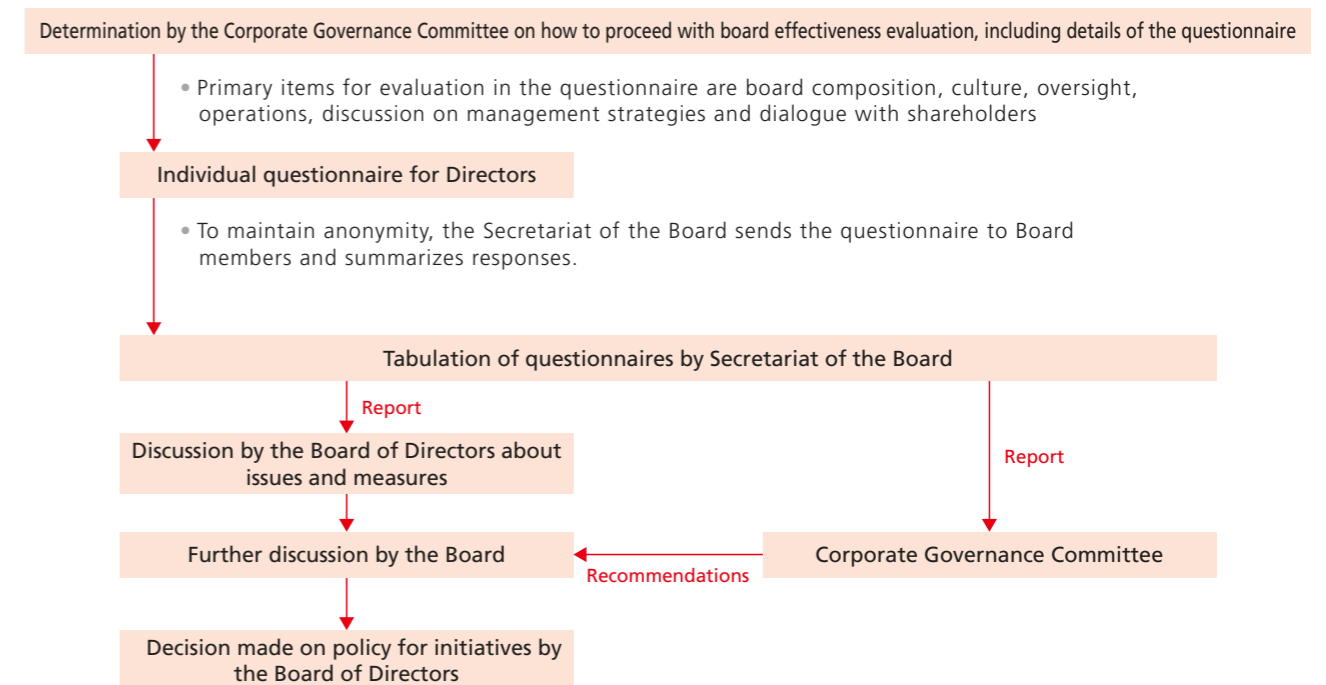 Determination by the Corporate Governance Committee on how to proceed with board effectiveness evaluation, including details of the questionnaire
• Primary items for evaluation in the questionnaire are board composition, culture, oversight,
operations, discussion on management strategies and dialogue with shareholders
Individual questionnaire for Directors
• To maintain anonymity, the Secretariat of the Board sends the questionnaire to Board
members and summarizes responses.
Tabulation of questionnaires by Secretariat of the Board
Report
Discussion by the Board of Directors about
issues and measures
Report
Further discussion by the Board
Recommendations
Corporate Governance Committee
Decision made on policy for initiatives by
the Board of Directors